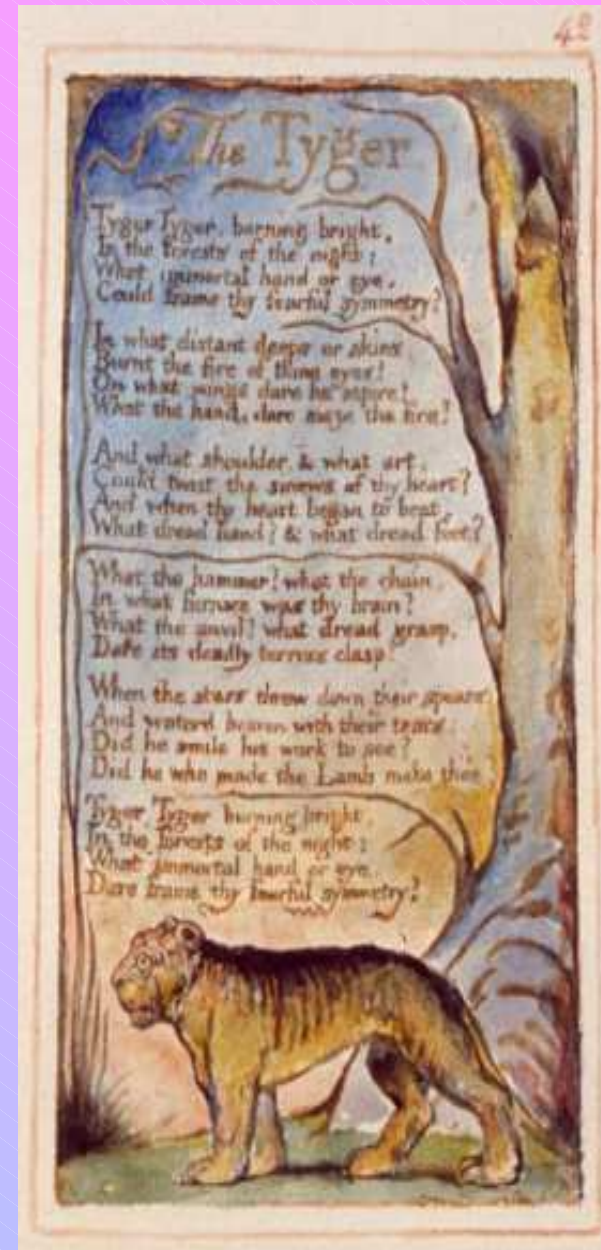 42
The Tyger
Tyger Tyger, burning bright,
In the forests of the night;
What immortal hand or eye,
Could frame thy fearful symmetry?
In what distant deeps or skies
Burnt the fire of thine eyes?
On what wings dare he aspire?
What the hand, dare sieze the fire?
And what shoulder, & what art,
Could twist the sinews of thy heart?
And when thy heart began to beat,
What dread hand? & what dread feet?
What the hammer? what the chain,
In what furnace was thy brain?
What the anvil? what dread grasp,
Dare its deadly terrors clasp?
When the stars threw down their spears
And water'd heaven with their tears:
Did he smile his work to see?
Did he who made the Lamb make thee?
Tyger Tyger burning bright,
In the forests of the night:
What immortal hand or eye,
Dare frame thy fearful symmetry?